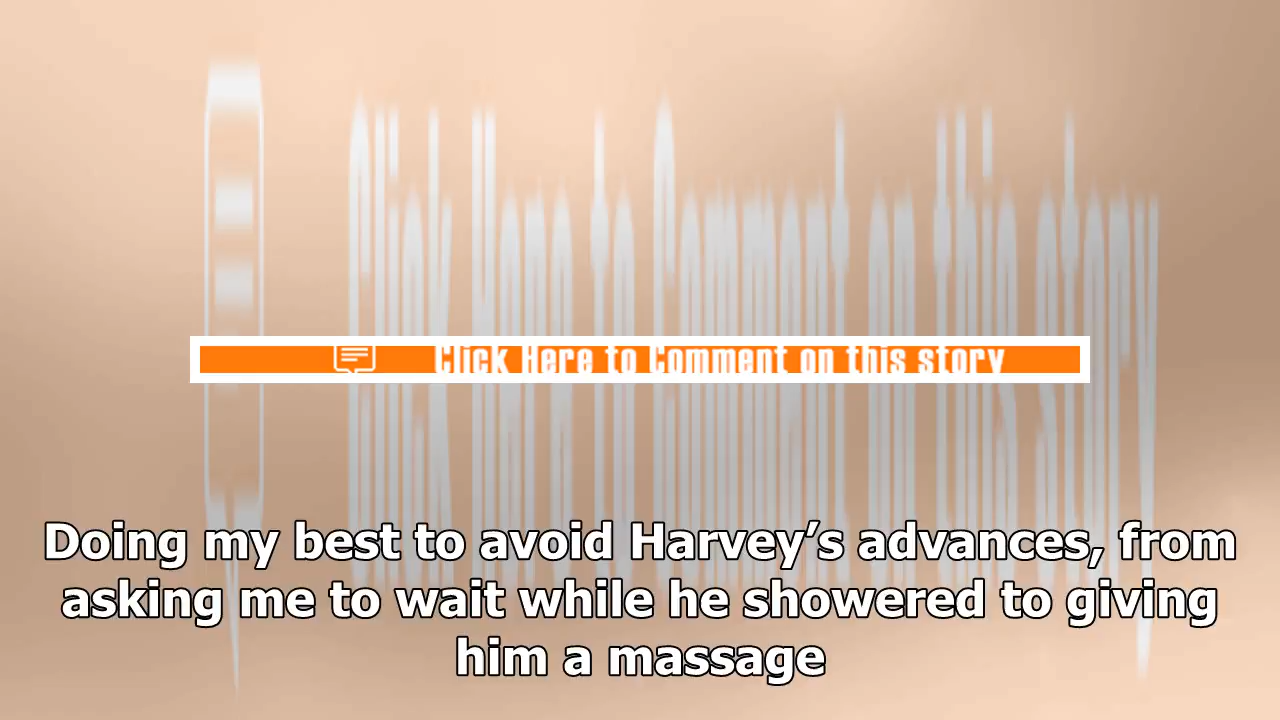 Click Here to Comment on this story
Doing my best to avoid Harvey’s advances, from
asking me to wait while he showered to giving
him a massage